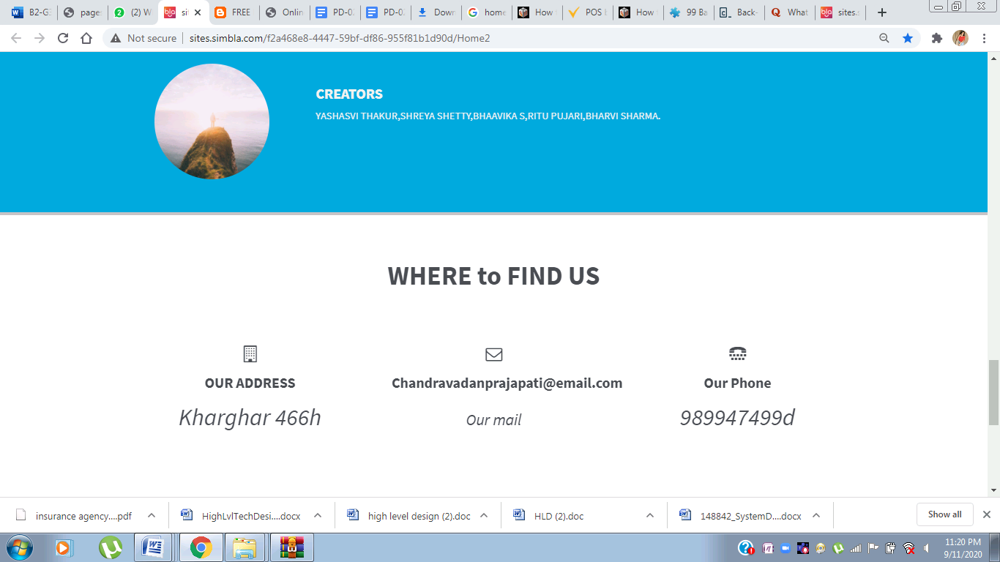 B2-G
page
(2) W
sit
FREE
Onlin
PD-0
PD-0
Down
home
How
POS b
How
99 Ba
Back-
What
sites.s
Not secure
sites.simbla.com/f2a468e8-4447-59bf-df86-955f81b1d90d/Home2
CREATORS
YASHASVI THAKUR,SHREYA SHETTY,BHAAVIKA S,RITU PUJARI,BHARVI SHARMA.
WHERE to FIND US
OUR ADDRESS
Kharghar 466h
Chandravadanprajapati@email.com
Our mail
Our Phone
989947499d
insurance agency....pdf
HighLvlTechDesi....docx
high level design (2).doc
HLD (2).doc
148842_SystemD....docx
Show all
11:20 PM
9/11/2020